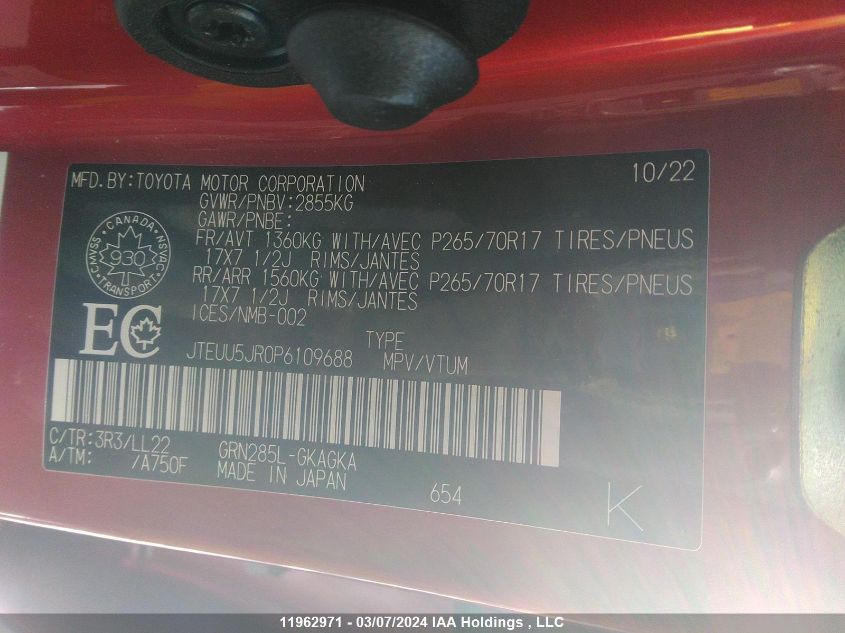 MFD.BY:TOYOTA MOTOR CORPORATION 10/22
GVWR/PNBV:2855KG
GAWR/PNBE:
FR/AVT 1360KG WITH/AVEC P265/70R17 TIRES/PNEUS
17X7 1/2J RIMS/JANTES
RR/ARR 1560KG WITH/AVEC P265/70R17 TIRES/PNEUS
17X7 1/2J RIMS/JANTES
ICES/NMB-002
CANADA
CMVSS NSVAC
930
TRANSPORT
EC
TYPE
JTEUU5JR0P6109688 MPV/VTUM
C/TR:3R3/LL22 GRN285L-GKAGKA
A/TM: /A750F MADE IN JAPAN
654
K
11962971 - 03/07/2024 IAA Holdings , LLC